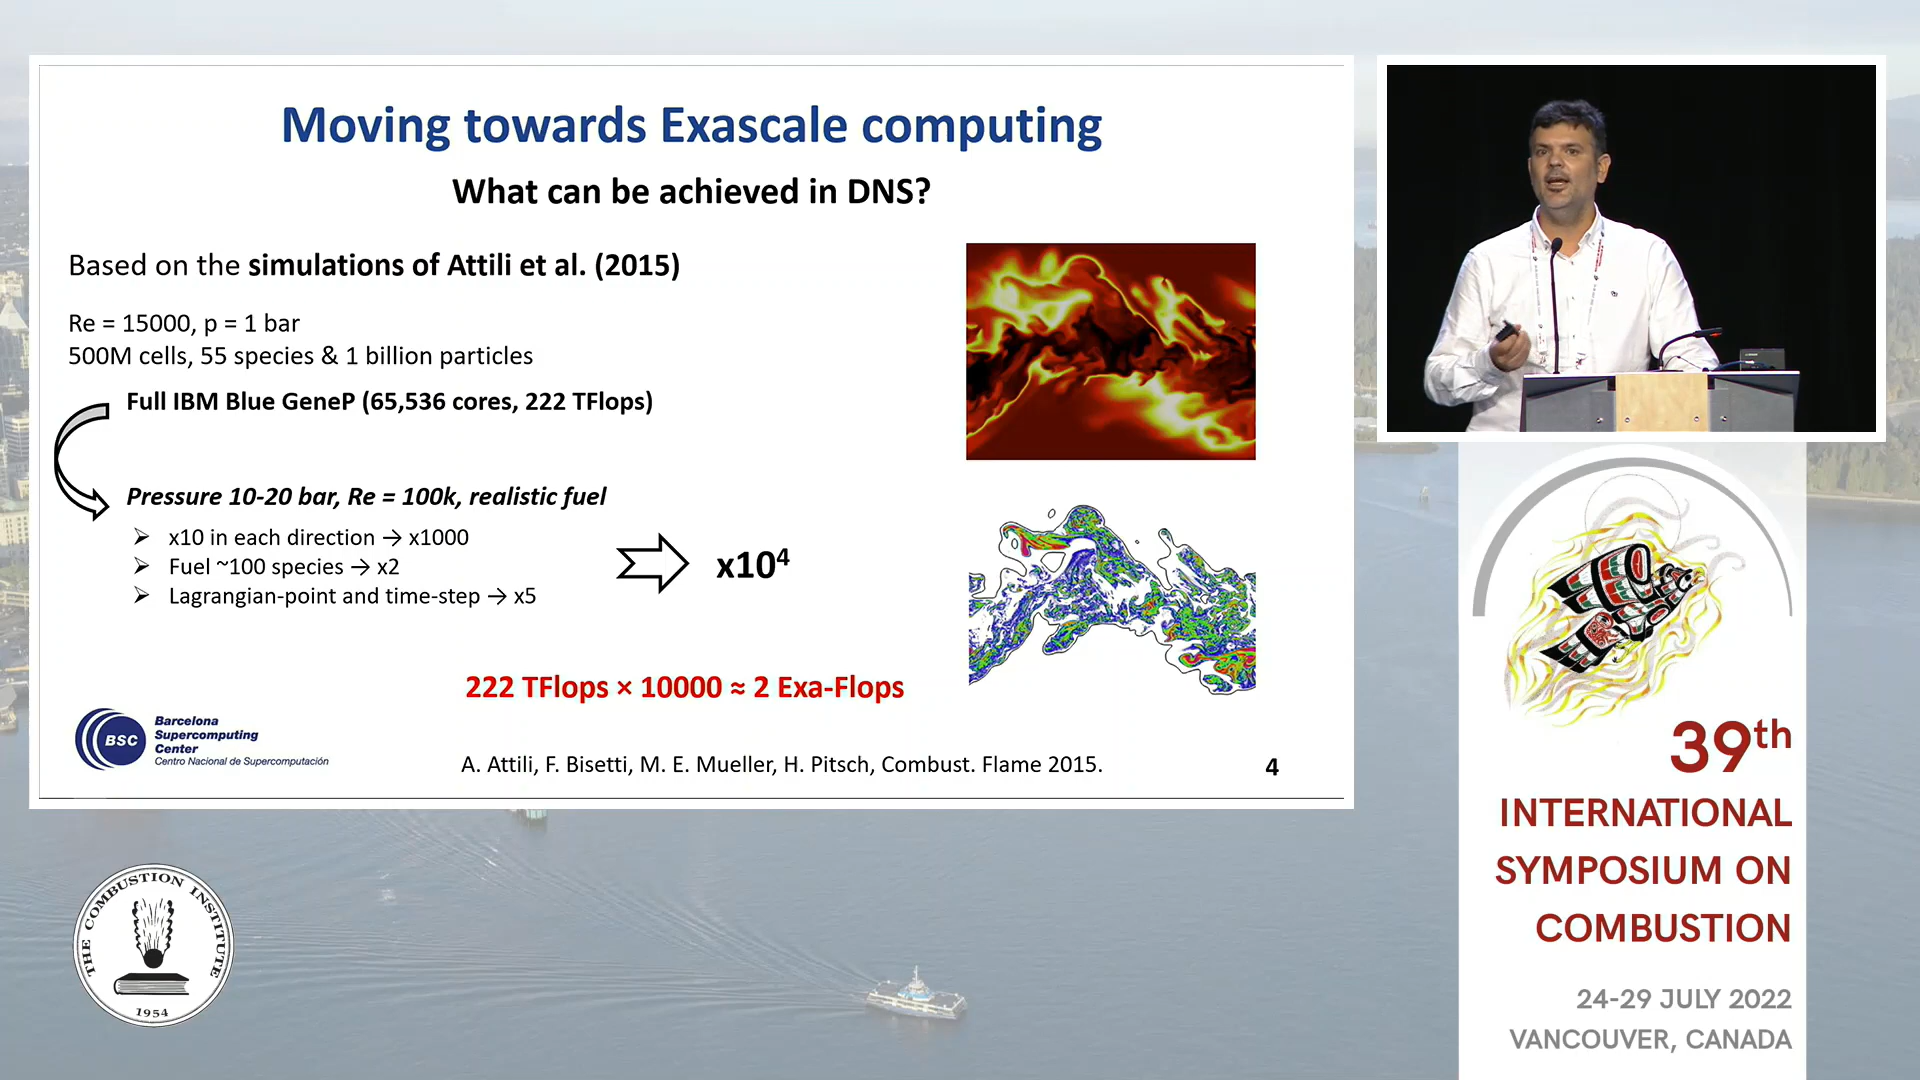 Moving towards Exascale computing
What can be achieved in DNS?
Based on the simulations of Attili et al. (2015)
Re = 15000, p = 1 bar
500M cells, 55 species & 1 billion particles
Full IBM Blue GeneP (65,536 cores, 222 TFlops)
Pressure 10-20 bar, Re = 100k, realistic fuel
x10 in each direction → x1000
Fuel ~100 species → x2
Lagrangian-point and time-step → x5
x10⁴
222 TFlops × 10000 ≈ 2 Exa-Flops
BSC
Barcelona
Supercomputing
Center
Centro Nacional de Supercomputación
A. Attili, F. Bisetti, M. E. Mueller, H. Pitsch, Combust. Flame 2015.
4
THE COMBUSTION INSTITUTE
1954
39th
INTERNATIONAL
SYMPOSIUM ON
COMBUSTION
24-29 JULY 2022
VANCOUVER, CANADA